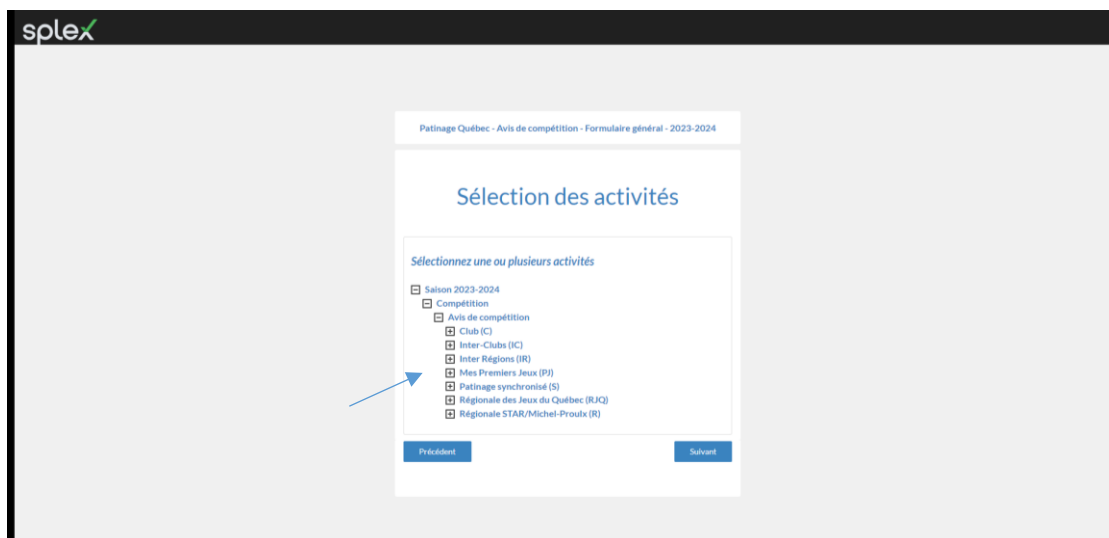 splex
Patinage Québec - Avis de compétition - Formulaire général - 2023-2024
Sélection des activités
Sélectionnez une ou plusieurs activités
Saison 2023-2024
Compétition
Avis de compétition
Club (C)
Inter-Clubs (IC)
Inter Régions (IR)
Mes Premiers Jeux (PJ)
Patinage synchronisé (S)
Régionale des Jeux du Québec (RJQ)
Régionale STAR/Michel-Proulx (R)
Précédent
Suivant